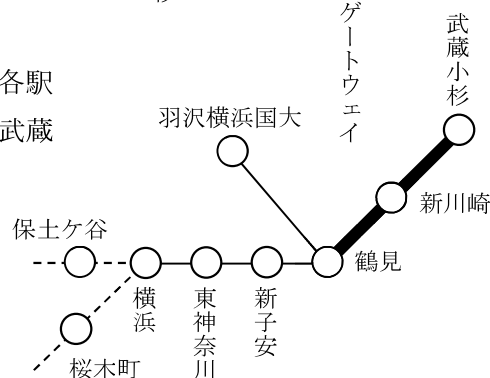 ゲートウェイ
武蔵小杉
各駅
武蔵
羽沢横浜国大
新川崎
保土ケ谷
鶴見
横浜
東神奈川
新子安
桜木町